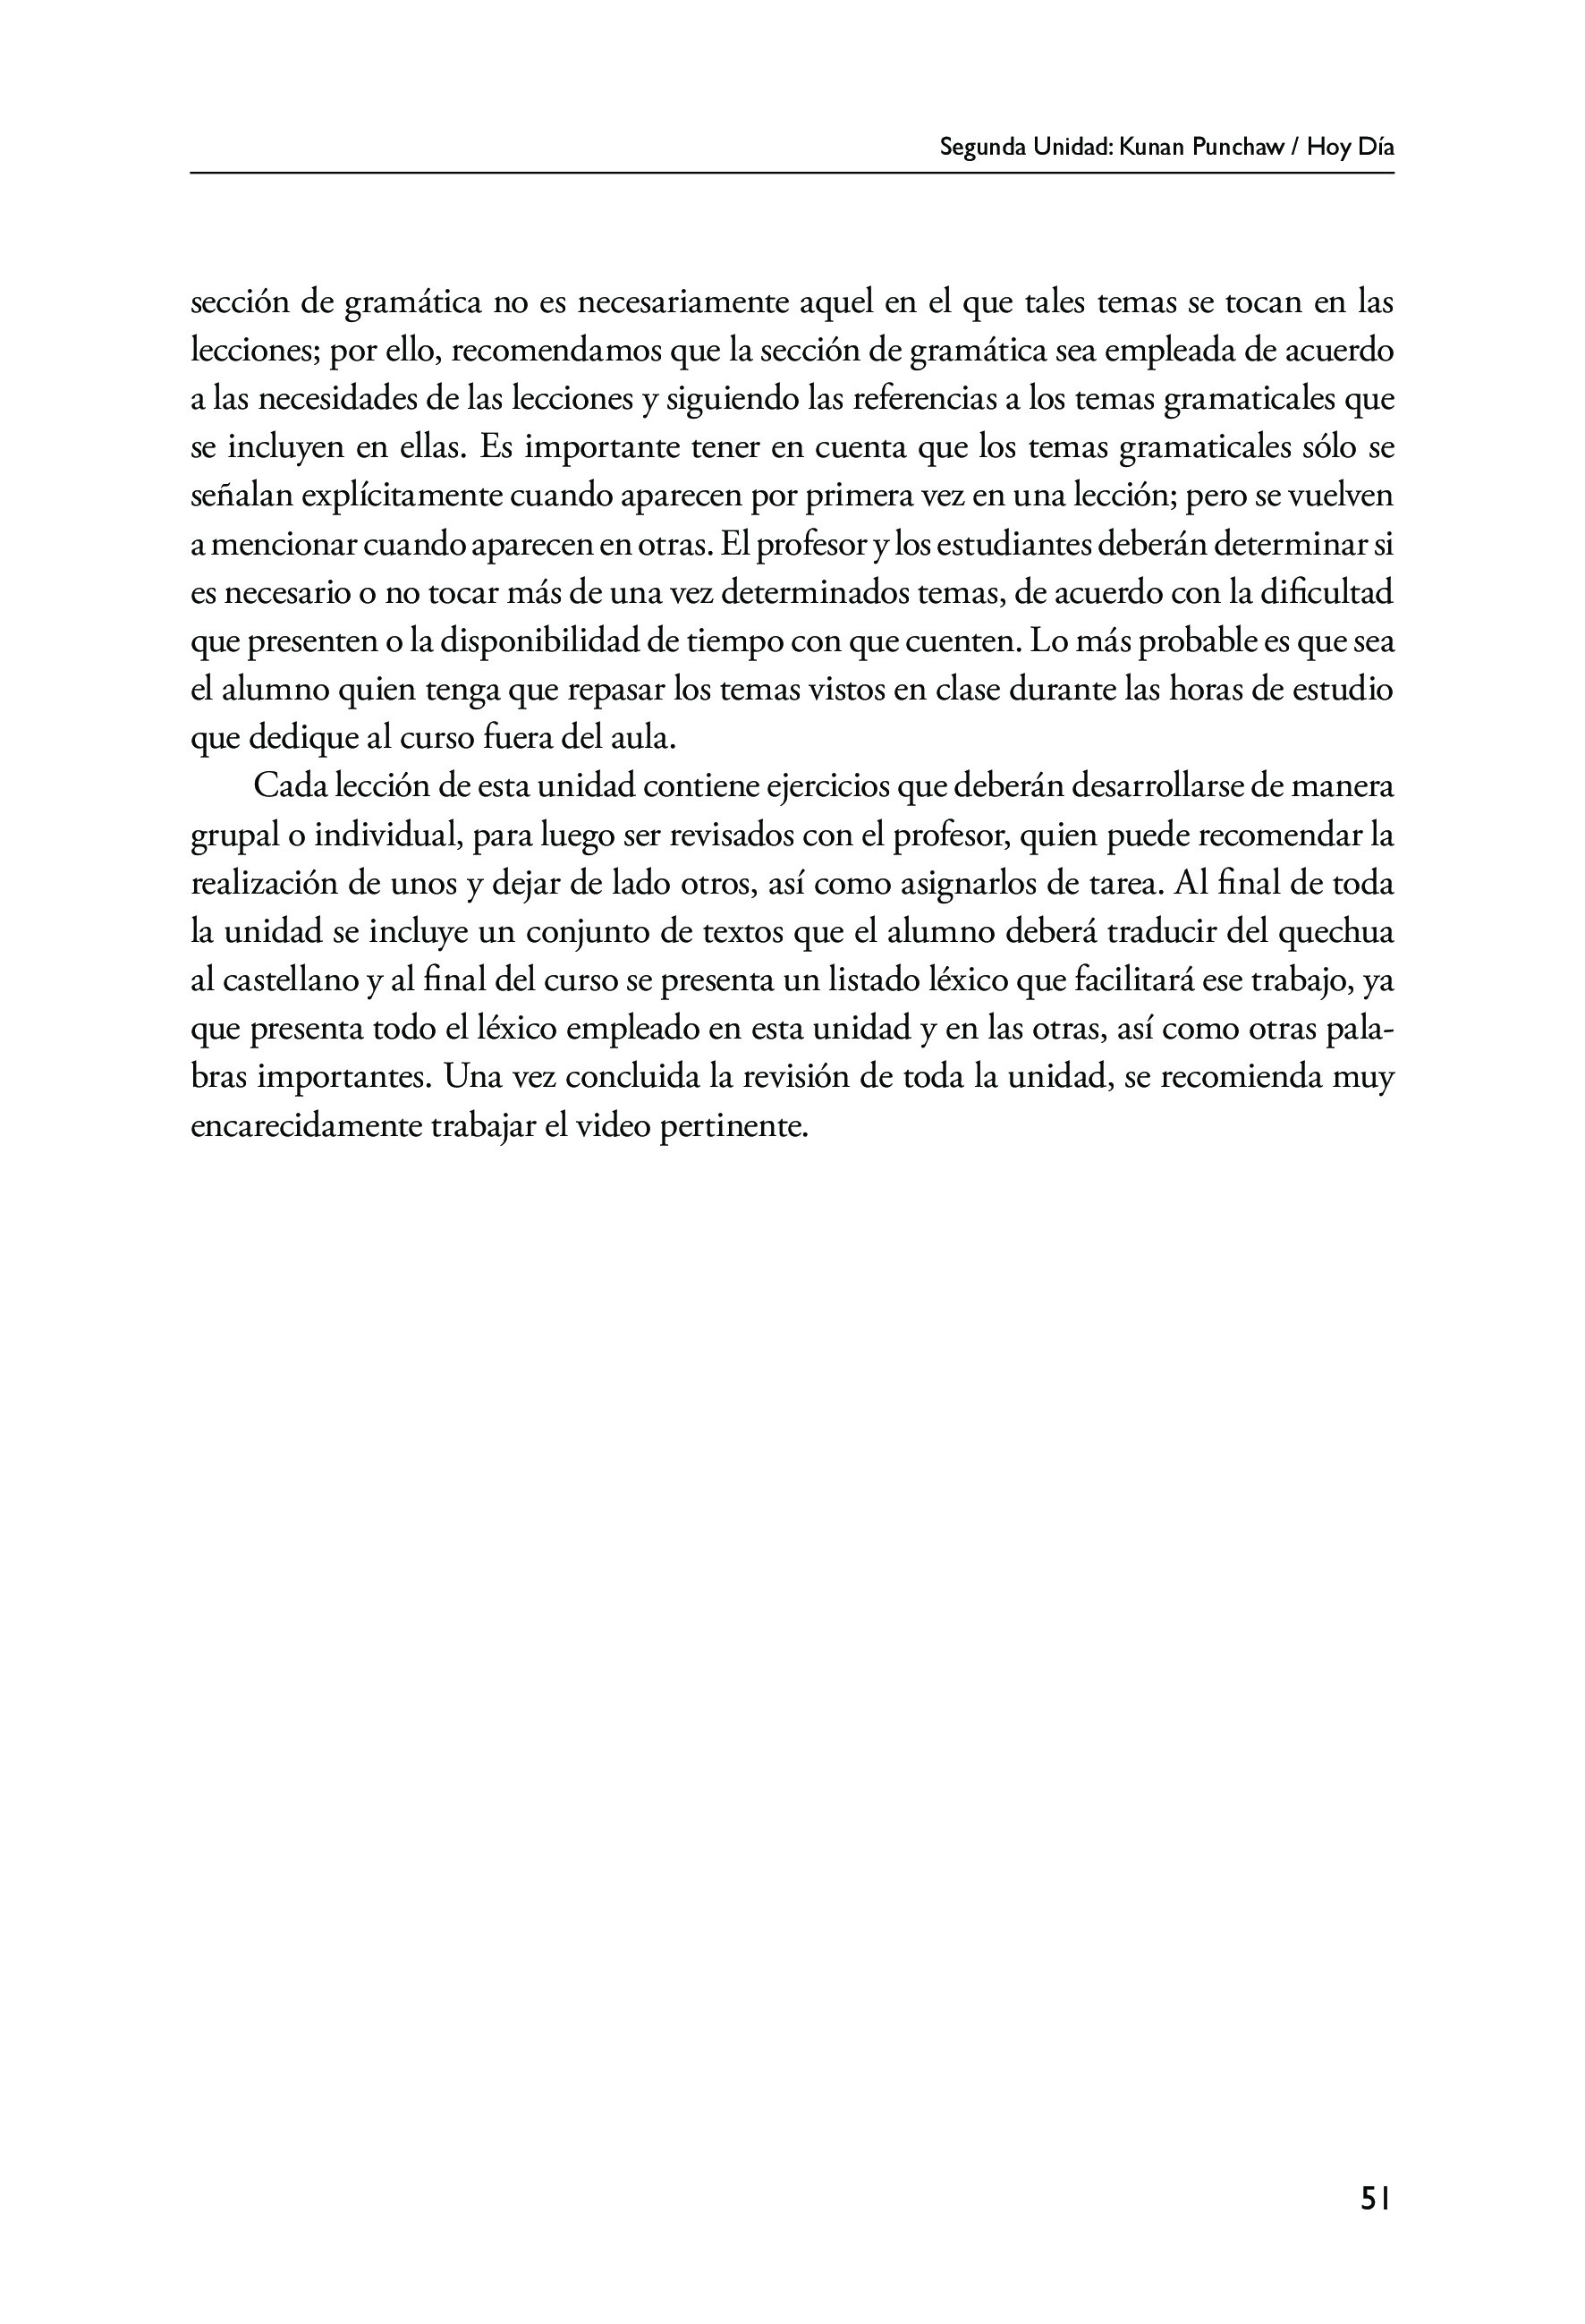 Segunda Unidad: Kunan Punchaw / Hoy Día
sección de gramática no es necesariamente aquel en el que tales temas se tocan en las
lecciones; por ello, recomendamos que la sección de gramática sea empleada de acuerdo
a las necesidades de las lecciones y siguiendo las referencias a los temas gramaticales que
se incluyen en ellas. Es importante tener en cuenta que los temas gramaticales sólo se
señalan explícitamente cuando aparecen por primera vez en una lección; pero se vuelven
a mencionar cuando aparecen en otras. El profesor y los estudiantes deberán determinar si
es necesario o no tocar más de una vez determinados temas, de acuerdo con la dificultad
que presenten o la disponibilidad de tiempo con que cuenten. Lo más probable es que sea
el alumno quien tenga que repasar los temas vistos en clase durante las horas de estudio
que dedique al curso fuera del aula.
Cada lección de esta unidad contiene ejercicios que deberán desarrollarse de manera
grupal o individual, para luego ser revisados con el profesor, quien puede recomendar la
realización de unos y dejar de lado otros, así como asignarlos de tarea. Al final de toda
la unidad se incluye un conjunto de textos que el alumno deberá traducir del quechua
al castellano y al final del curso se presenta un listado léxico que facilitará ese trabajo, ya
que presenta todo el léxico empleado en esta unidad y en las otras, así como otras pala-
bras importantes. Una vez concluida la revisión de toda la unidad, se recomienda muy
encarecidamente trabajar el video pertinente.
51